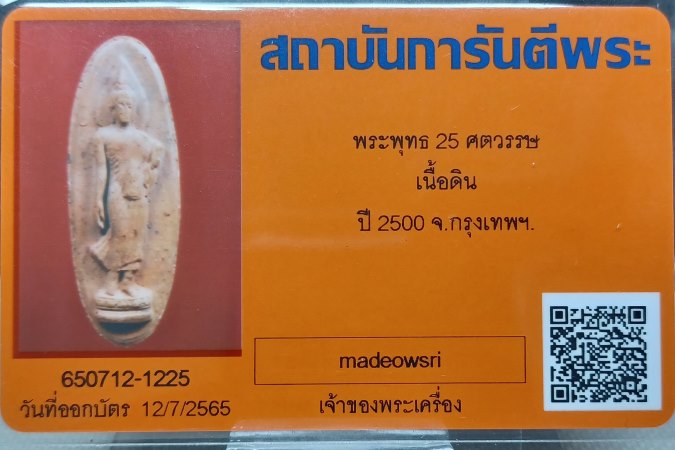 สถาบันการันตีพระ
พระพุทธ 25 ศตวรรษ
เนื้อดิน
ปี 2500 จ.กรุงเทพฯ.
madeowsri
650712-1225
วันที่ออกบัตร 12/7/2565
เจ้าของพระเครื่อง